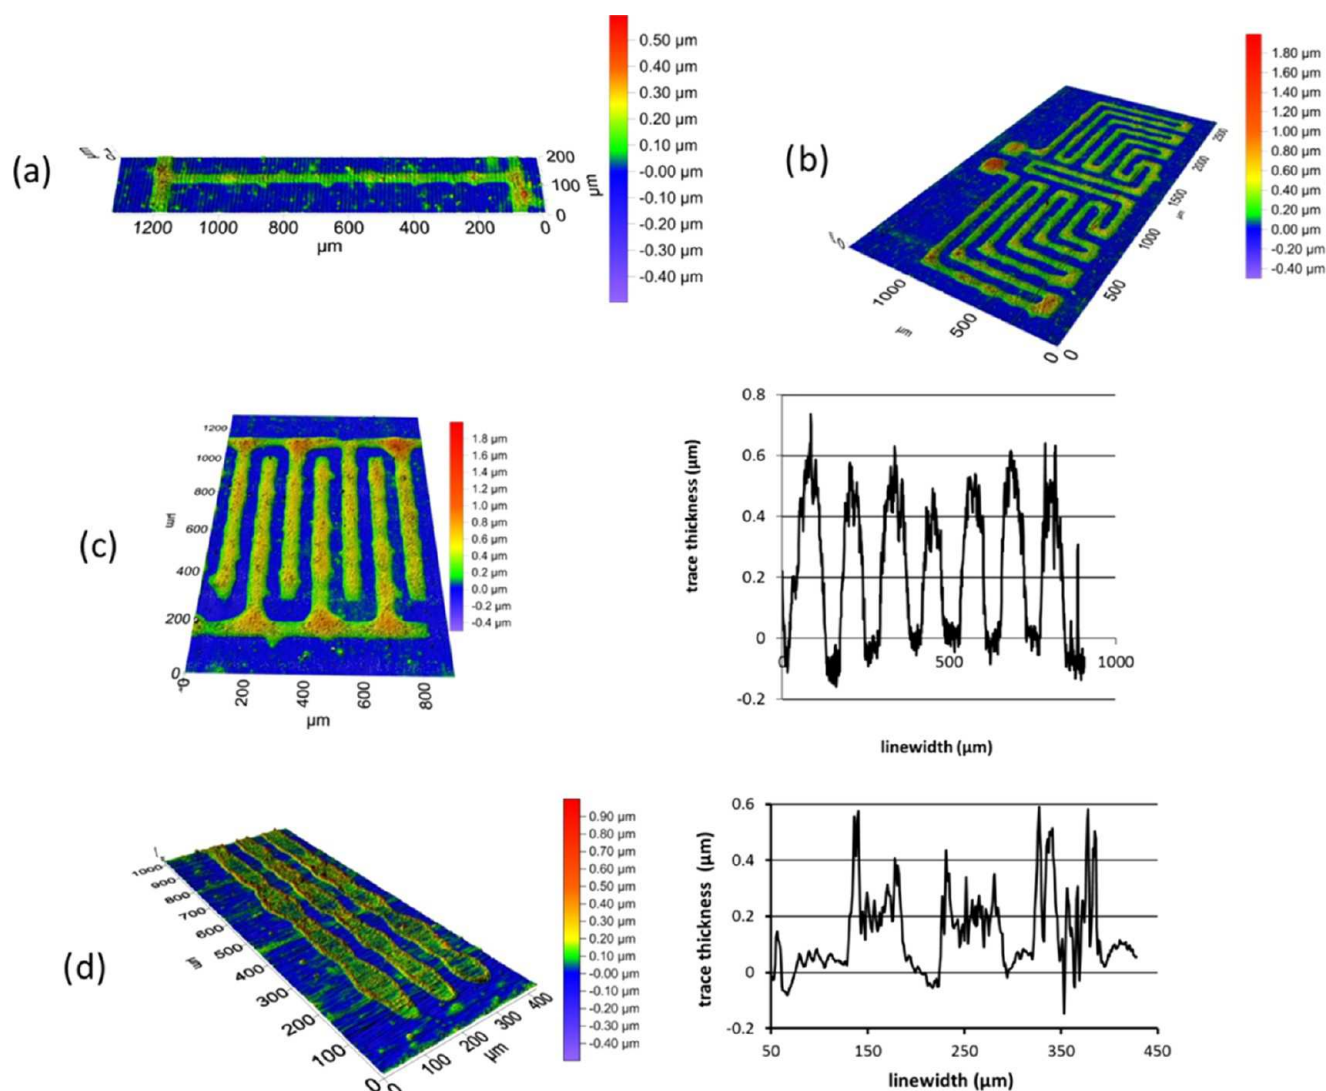 (a)
0.50 µm
0.40 µm
0.30 µm
0.20 µm
0.10 µm
-0.00 µm
-0.10 µm
-0.20 µm
-0.30 µm
-0.40 µm
µm
200
100
0
µm
1200 1000 800 600 400 200 0
µm
(b)
1.80 µm
1.60 µm
1.40 µm
1.20 µm
1.00 µm
0.80 µm
0.60 µm
0.40 µm
0.20 µm
0.00 µm
-0.20 µm
-0.40 µm
2000
1500
1000
500
0
µm
1000
500
0
µm
(c)
1200
1000
800
600
400
200
0
µm
0 200 400 600 800
µm
1.8 µm
1.6 µm
1.4 µm
1.2 µm
1.0 µm
0.8 µm
0.6 µm
0.4 µm
0.2 µm
0.0 µm
-0.2 µm
-0.4 µm
0.8
0.6
0.4
0.2
0
-0.2
trace thickness (µm)
0 500 1000
linewidth (µm)
(d)
1000
900
800
700
600
500
400
300
200
100
0
µm
0 100 200 300 400
µm
0.90 µm
0.80 µm
0.70 µm
0.60 µm
0.50 µm
0.40 µm
0.30 µm
0.20 µm
0.10 µm
-0.00 µm
-0.10 µm
-0.20 µm
-0.30 µm
-0.40 µm
0.6
0.4
0.2
0
-0.2
trace thickness (µm)
50 150 250 350 450
linewidth (µm)